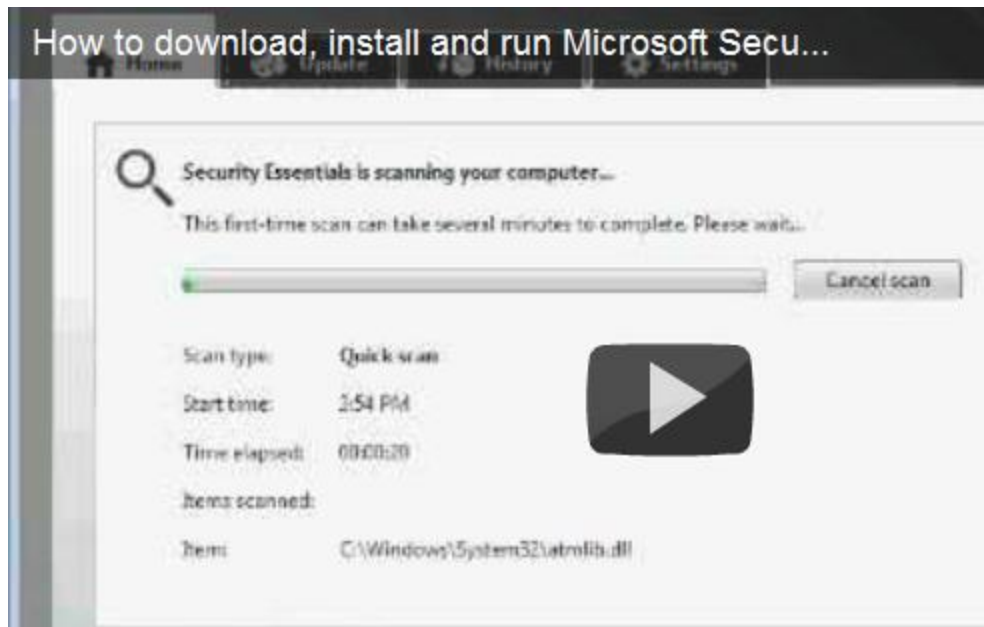 How to download, install and run Microsoft Secu...
Home Update History Settings
Security Essentials is scanning your computer...
This first-time scan can take several minutes to complete. Please wait...
Cancel scan
Scan type: Quick scan
Start time: 2:54 PM
Time elapsed: 00:00:20
Items scanned:
Item: C:\Windows\System32\atmlib.dll